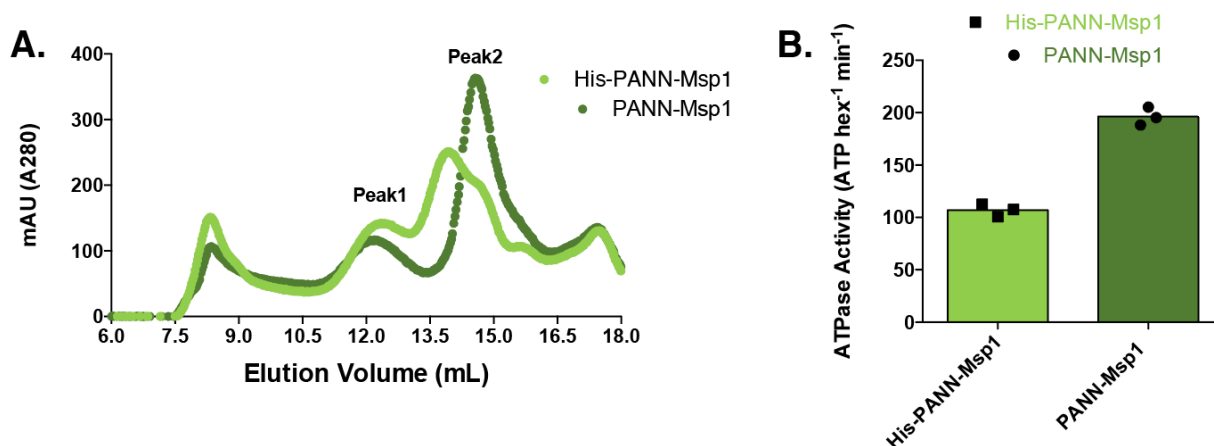 A.
mAU (A280)
400
300
200
100
0
Peak1
Peak2
His-PANN-Msp1
PANN-Msp1
6.0 7.5 9.0 10.5 12.0 13.5 15.0 16.5 18.0
Elution Volume (mL)
B.
His-PANN-Msp1
PANN-Msp1
ATPase Activity (ATP hex⁻¹ min⁻¹)
250
200
150
100
50
0
His-PANN-Msp1
PANN-Msp1